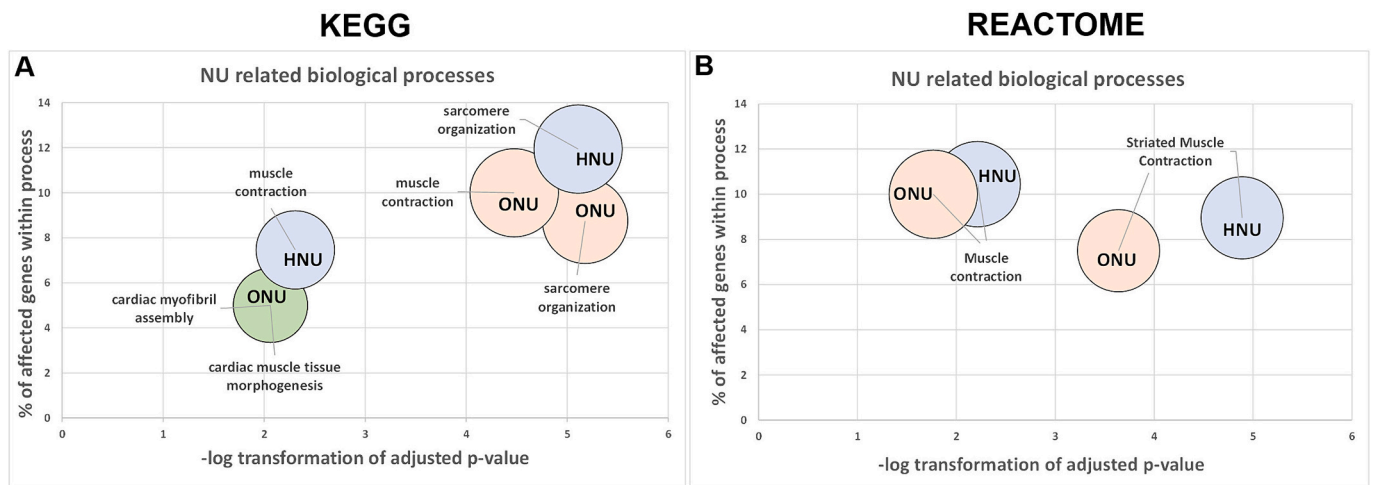 KEGG
REACTOME
A
NU related biological processes
% of affected genes within process
14
12
10
8
6
4
2
0
0
1
2
3
4
5
6
-log transformation of adjusted p-value
sarcomere
organization
HNU
muscle
contraction
ONU
ONU
sarcomere
organization
muscle
contraction
HNU
ONU
cardiac myofibril
assembly
cardiac muscle tissue
morphogenesis
B
NU related biological processes
% of affected genes within process
14
12
10
8
6
4
2
0
0
1
2
3
4
5
6
-log transformation of adjusted p-value
ONU
HNU
Muscle
contraction
Striated Muscle
Contraction
ONU
HNU